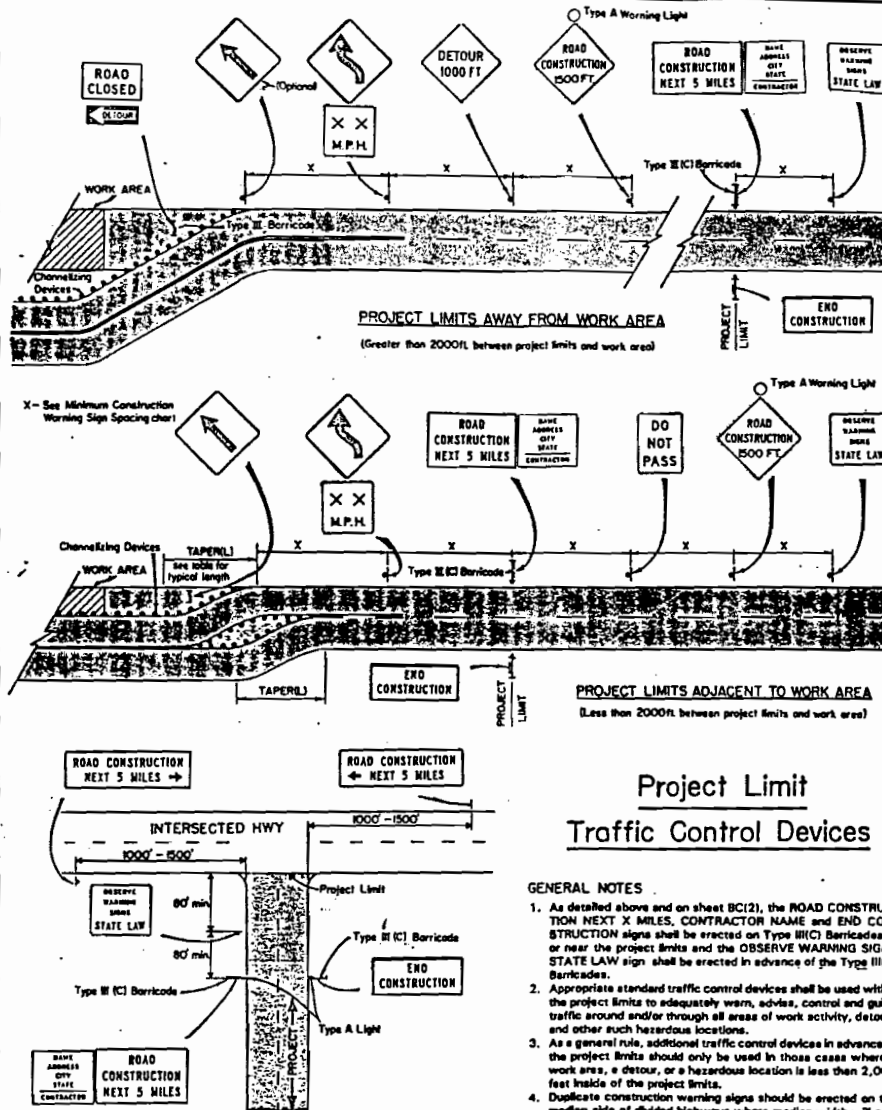 Type A Worning Light
ROAD
CLOSED
DETOUR
(Optional)
X X
M.P.H.
DETOUR
1000 FT
ROAD
CONSTRUCTION
1500 FT.
ROAD
CONSTRUCTION
NEXT 5 MILES
NAME
ADDRESS
CITY
STATE
CONTRACTOR
OBSERVE
WARNING
SIGNS
STATE LAW
X
X
X
Type III (C) Barricade
X
WORK AREA
Type III Barricade
Channelizing
Devices
PROJECT LIMITS AWAY FROM WORK AREA
(Greater than 2000ft. between project limits and work area)
PROJECT
LIMIT
END
CONSTRUCTION
X- See Minimum Construction
Warning Sign Spacing chart
Type A Worning Light
X X
M.P.H.
ROAD
CONSTRUCTION
NEXT 5 MILES
NAME
ADDRESS
CITY
STATE
CONTRACTOR
DO
NOT
PASS
ROAD
CONSTRUCTION
1500 FT.
OBSERVE
WARNING
SIGNS
STATE LAW
Channelizing Devices
TAPER(L)
see table for
typical length
X
X
X
X
WORK AREA
Type III (C) Barricade
TAPER(L)
END
CONSTRUCTION
PROJECT
LIMIT
PROJECT LIMITS ADJACENT TO WORK AREA
(Less than 2000ft. between project limits and work area)
ROAD CONSTRUCTION
NEXT 5 MILES →
ROAD CONSTRUCTION
← NEXT 5 MILES
INTERSECTED HWY
1000' - 1500'
1000' - 1500'
Project Limit
OBSERVE
WARNING
SIGNS
STATE LAW
80' min.
80' min.
Type III (C) Barricade
Type III (C) Barricade
END
CONSTRUCTION
Type A Light
PROJECT
NAME
ADDRESS
CITY
STATE
CONTRACTOR
ROAD
CONSTRUCTION
NEXT 5 MILES
Project Limit
Traffic Control Devices
GENERAL NOTES
1. As detailed above and on sheet BC(2), the ROAD CONSTRU
TION NEXT X MILES, CONTRACTOR NAME and END CO
STRUCTION signs shall be erected on Type III(C) Barricades
or near the project limits and the OBSERVE WARNING SIG
STATE LAW sign shall be erected in advance of the Type III
Barricades.
2. Appropriate standard traffic control devices shall be used wit
the project limits to adequately warn, advise, control and gui
traffic around and/or through all areas of work activity, detou
and other such hazardous locations.
3. As a general rule, additional traffic control devices in advance
the project limits should only be used in those cases where
work area, a detour, or a hazardous location is less than 2,0
feet inside of the project limits.
4. Duplicate construction warning signs should be erected on t